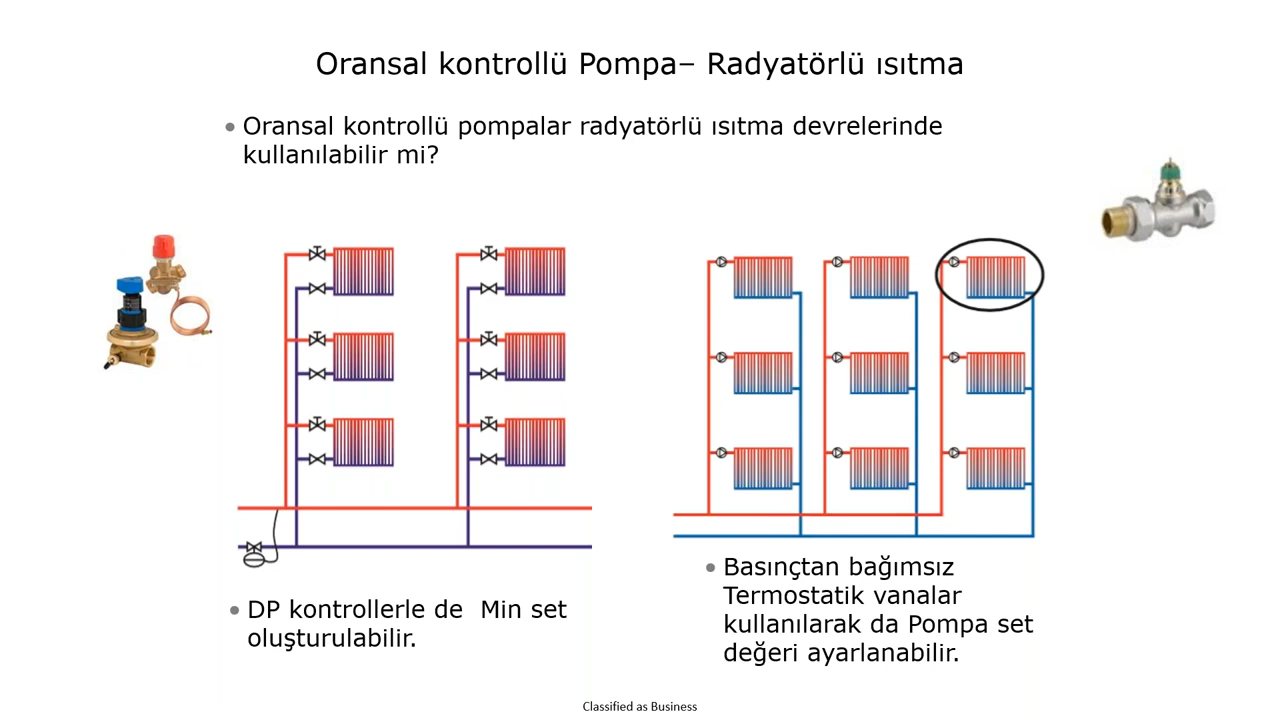 Oransal kontrollü Pompa– Radyatörlü ısıtma
• Oransal kontrollü pompalar radyatörlü ısıtma devrelerinde
kullanılabilir mi?
• DP kontrollerle de  Min set
oluşturulabilir.
• Basınçtan bağımsız
Termostatik vanalar
kullanılarak da Pompa set
değeri ayarlanabilir.
Classified as Business